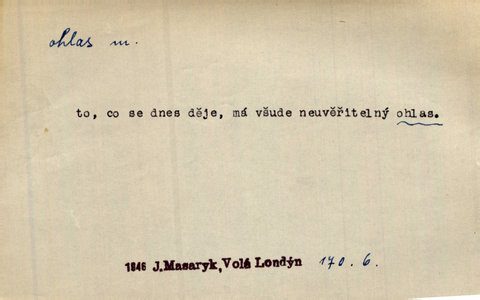 ohlas m.
to, co se dnes děje, má všude neuvěřitelný ohlas.
1846 J.Masaryk,Volá Londýn 170.6.